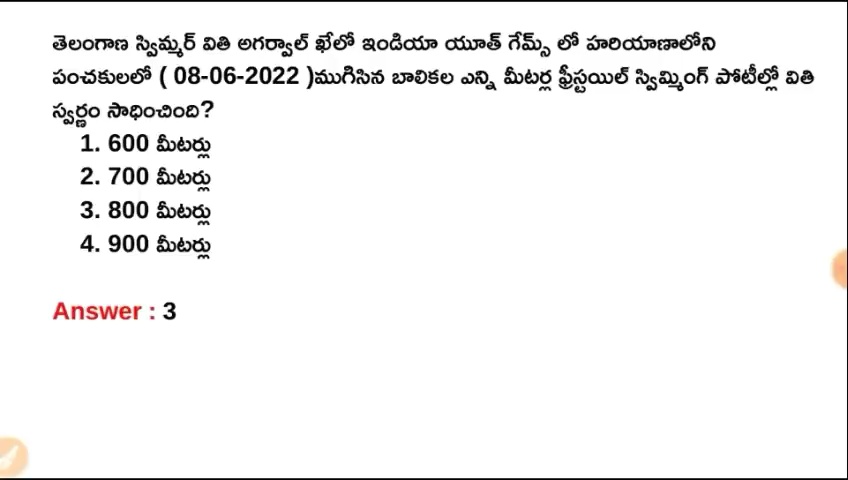 తెలంగాణ స్విమ్మర్ వితి అగర్వాల్ ఖేలో ఇండియా యూత్ గేమ్స్ లో హరియాణాలోని
పంచకులలో ( 08-06-2022 )ముగిసిన బాలికల ఎన్ని మీటర్ల ఫ్రీస్టయిల్ స్విమ్మింగ్ పోటీల్లో వితి
స్వర్ణం సాధించింది?
1. 600 మీటర్లు
2. 700 మీటర్లు
3. 800 మీటర్లు
4. 900 మీటర్లు
Answer : 3